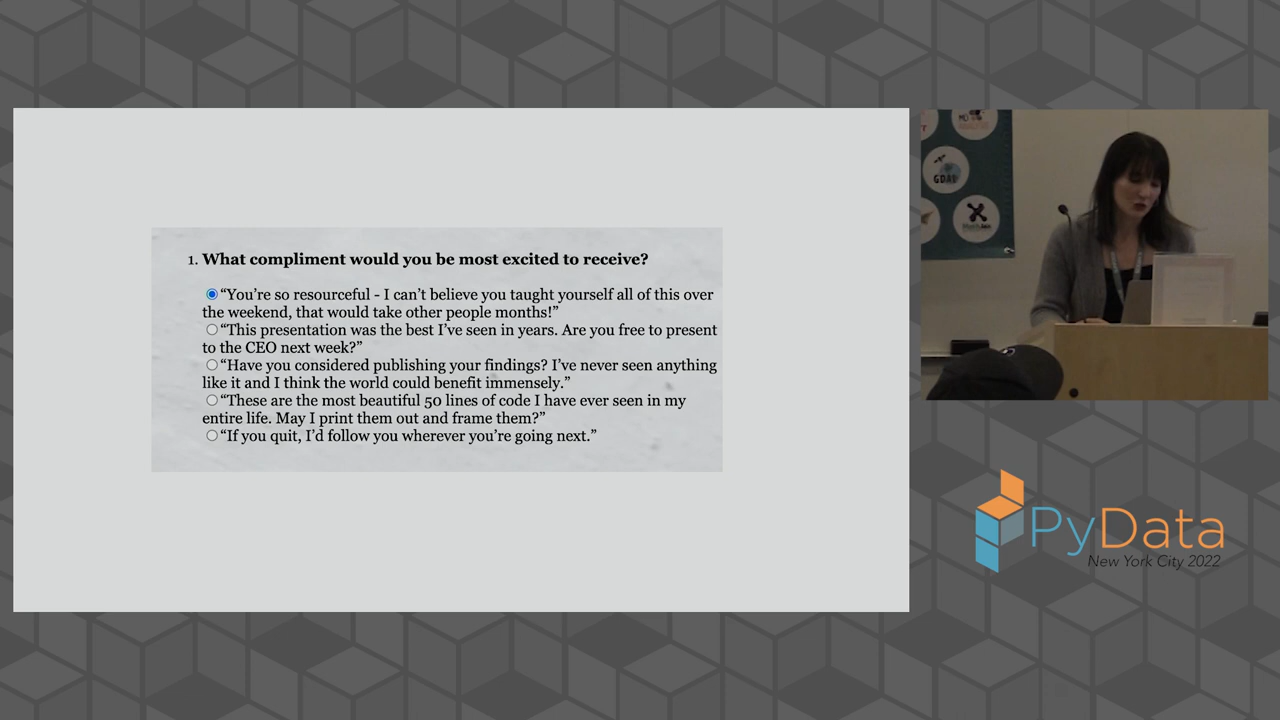 1. What compliment would you be most excited to receive?
“You’re so resourceful - I can’t believe you taught yourself all of this over
the weekend, that would take other people months!”
“This presentation was the best I’ve seen in years. Are you free to present
to the CEO next week?”
“Have you considered publishing your findings? I’ve never seen anything
like it and I think the world could benefit immensely.”
“These are the most beautiful 50 lines of code I have ever seen in my
entire life. May I print them out and frame them?”
“If you quit, I’d follow you wherever you’re going next.”
GDAL
PyData
New York City 2022